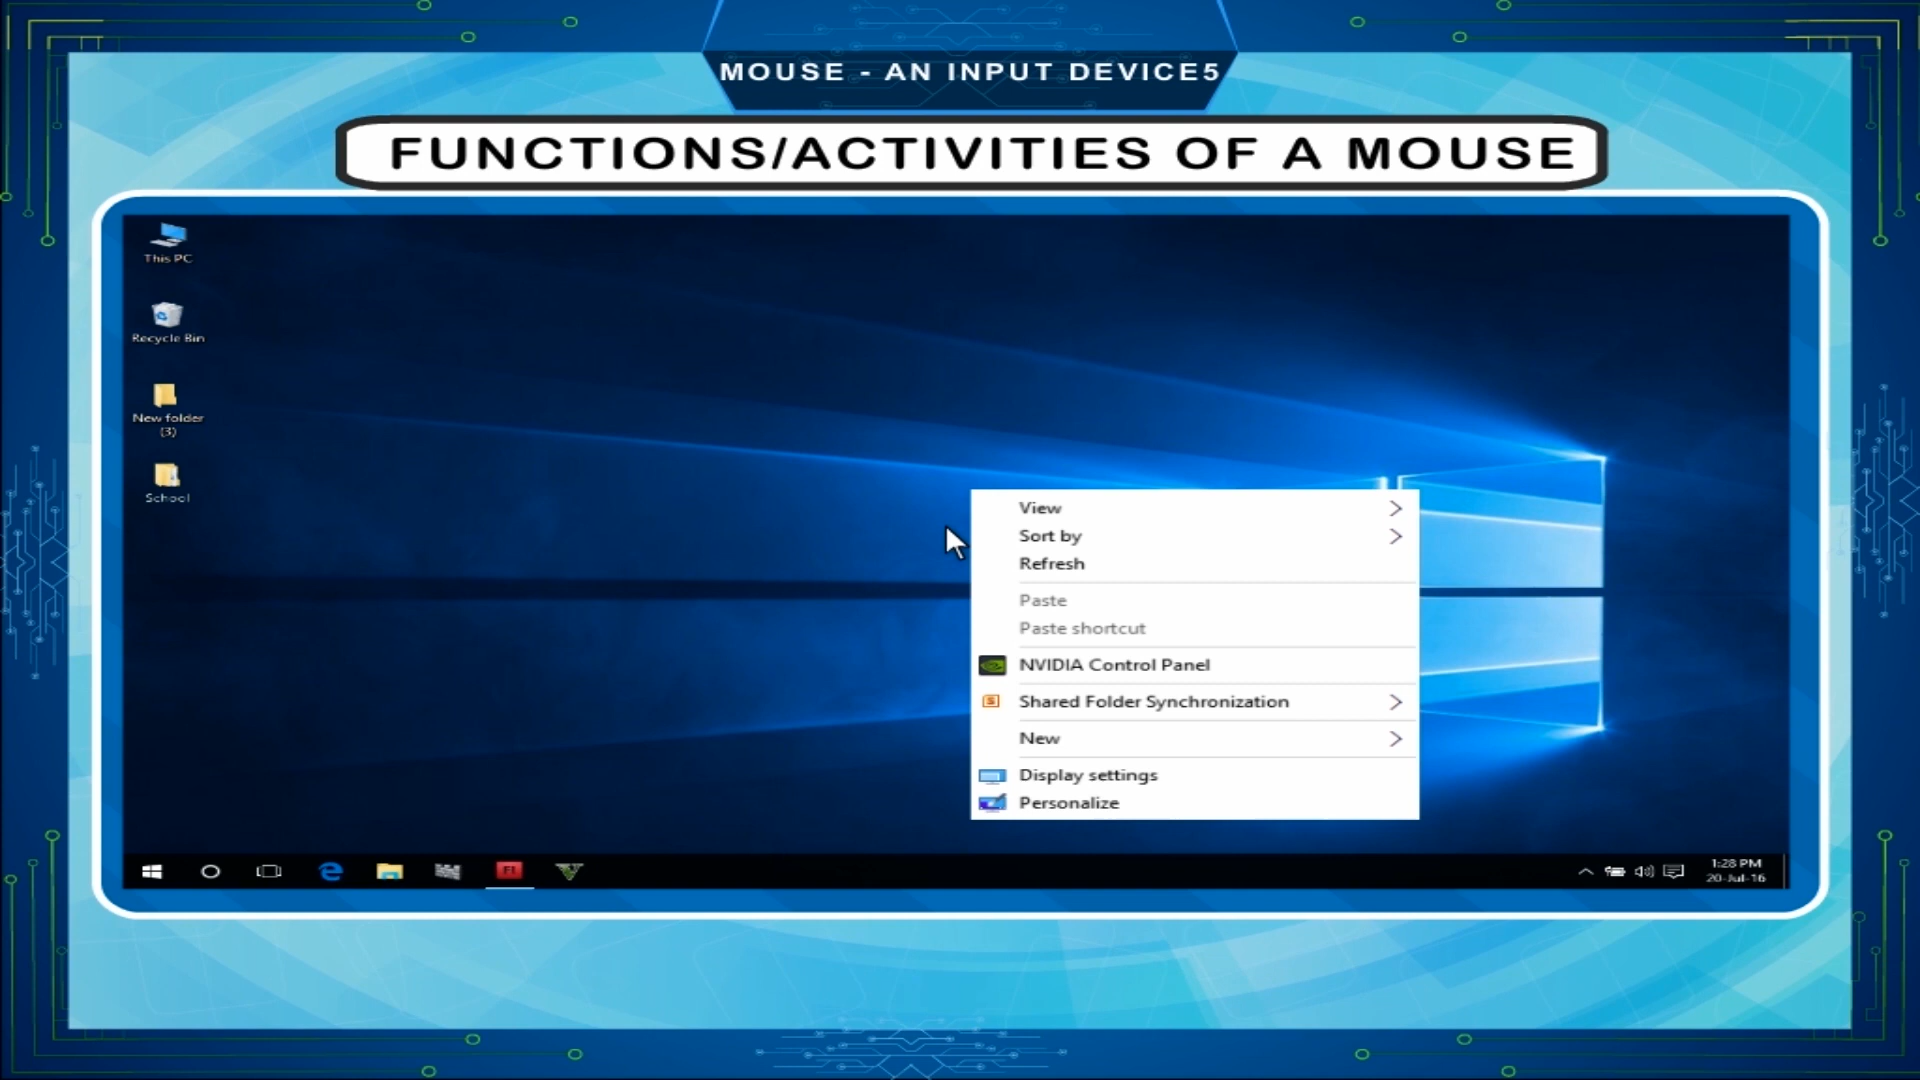 MOUSE - AN INPUT DEVICE5
FUNCTIONS/ACTIVITIES OF A MOUSE
This PC
Recycle Bin
New folder
(3)
School
View
Sort by
Refresh
Paste
Paste shortcut
NVIDIA Control Panel
S
Shared Folder Synchronization
New
Display settings
Personalize
Fl
1:28 PM
20-Jul-16